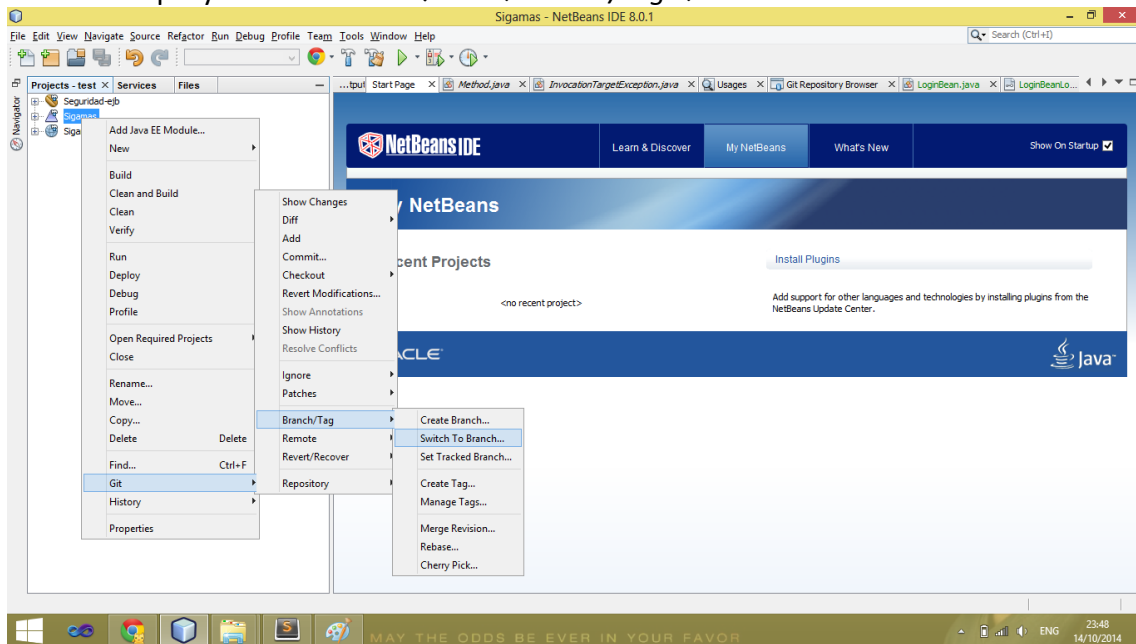 Sigamas - NetBeans IDE 8.0.1
File Edit View Navigate Source Refactor Run Debug Profile Team Tools Window Help
Search (Ctrl+I)
Projects - test Services Files
...tput Start Page Method.java InvocationTargetException.java Usages Git Repository Browser LoginBean.java LoginBeanLo...
Navigator
Seguridad-ejb
Sigamas
Siga
Add Java EE Module...
New
Build
Clean and Build
Clean
Verify
Run
Deploy
Debug
Profile
Open Required Projects
Close
Rename...
Move...
Copy...
Delete Delete
Find... Ctrl+F
Git
History
Properties
Show Changes
Diff
Add
Commit...
Checkout
Revert Modifications...
Show Annotations
Show History
Resolve Conflicts
Ignore
Patches
Branch/Tag
Remote
Revert/Recover
Repository
Create Branch...
Switch To Branch...
Set Tracked Branch...
Create Tag...
Manage Tags...
Merge Revision...
Rebase...
Cherry Pick...
NetBeans IDE
Learn & Discover
My NetBeans
What's New
Show On Startup
y NetBeans
cent Projects
<no recent project>
Install Plugins
Add support for other languages and technologies by installing plugins from the
NetBeans Update Center.
ACLE
Java
MAY THE ODDS BE EVER IN YOUR FAVOR
ENG
23:48
14/10/2014